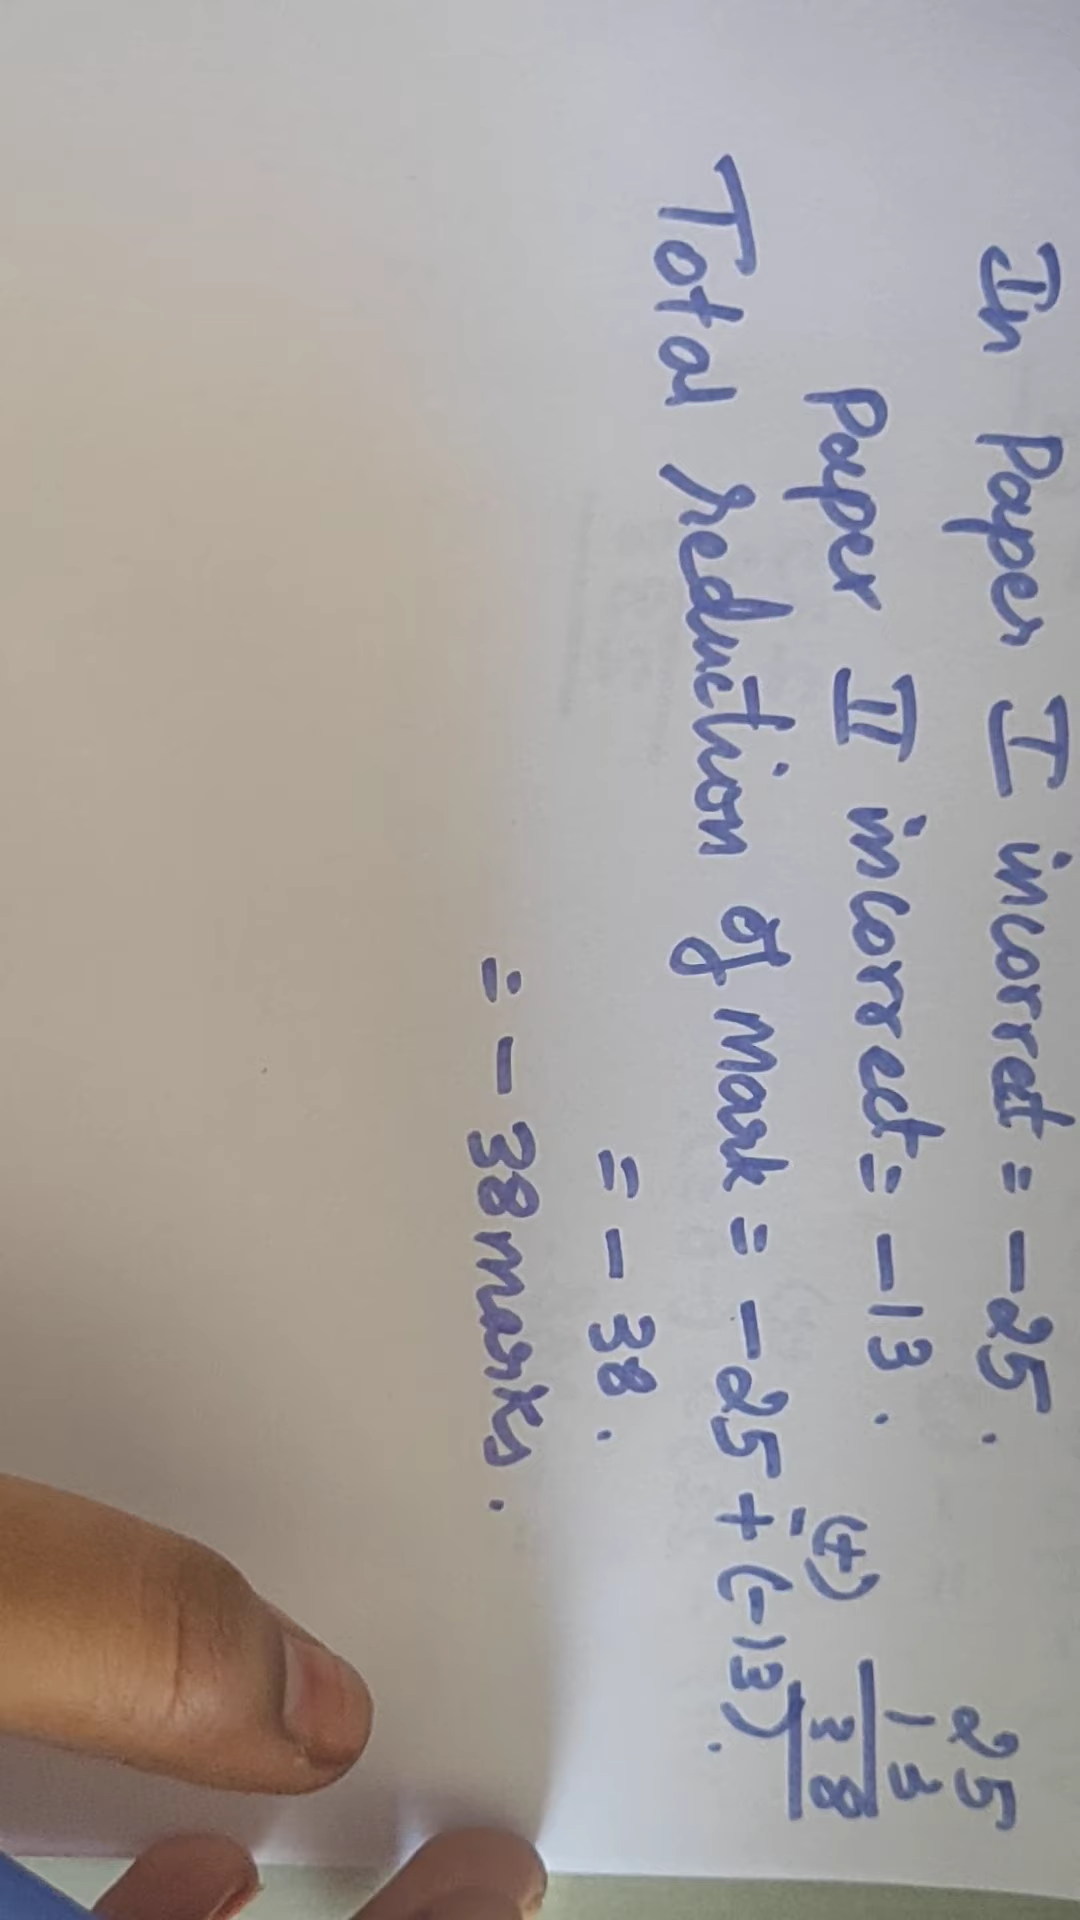 In Paper I incorret = -25.
Paper II incorrect = -13.
Total reduction of mark = -25 + (-13).
= - 38.
= - 38 marks.
- (+)
25
13
38